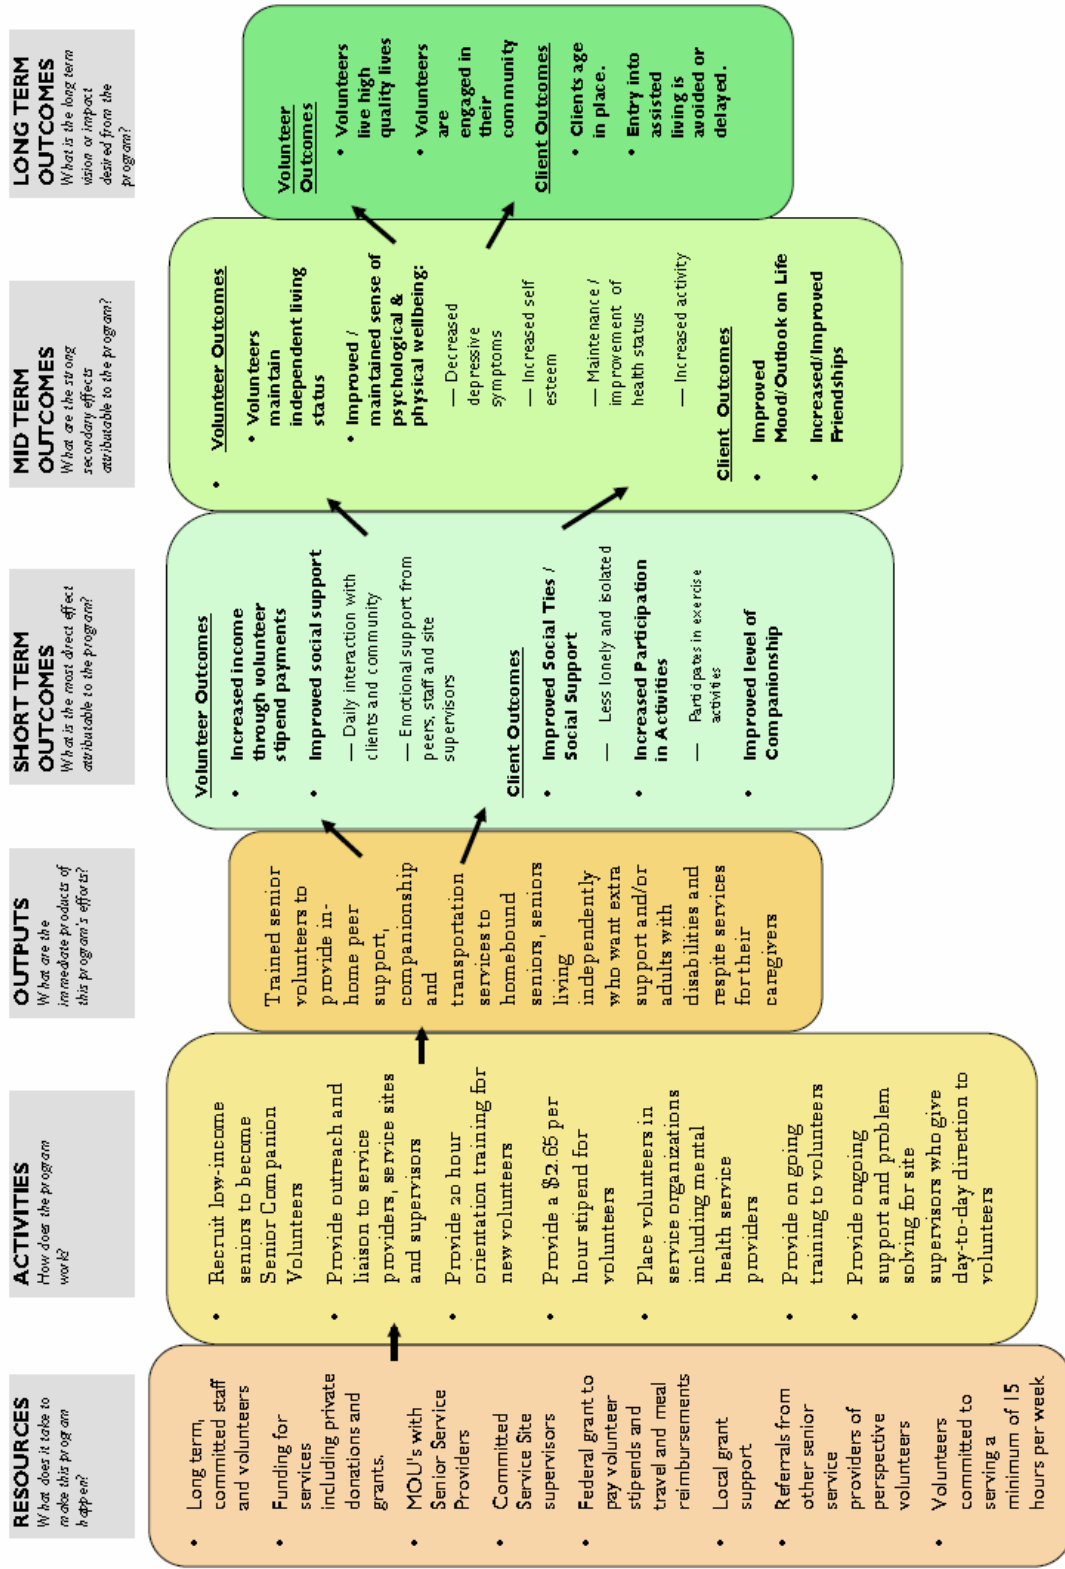 RESOURCES
What does it take to
make this program
happen?
• Long term,
committed staff
and volunteers
• Funding for
services
including private
donations and
grants.
• MOU's with
Senior Service
Providers
• Committed
Service Site
supervisors
• Federal grant to
pay volunteer
stipends and
travel and meal
reimbursements
• Local grant
support
• Referrals from
other senior
service
providers of
perspective
volunteers
• Volunteers
committed to
serving a
minimum of 15
hours per week
ACTIVITIES
How does the program
work?
• Recruit low-income
seniors to become
Senior Companion
Volunteers
• Provide outreach and
liaison to service
providers, service sites
and supervisors
• Provide 20 hour
orientation training for
new volunteers
• Provide a $2.65 per
hour stipend for
volunteers
• Place volunteers in
service organizations
including mental
health service
providers
• Provide on going
training to volunteers
• Provide ongoing
support and problem
solving for site
supervisors who give
day-to-day direction to
volunteers
OUTPUTS
What are the
immediate products of
this program's efforts?
Trained senior
volunteers to
provide in-
home peer
support,
companionship
and
transportation
services to
homebound
seniors, seniors
living
independently
who want extra
support and/or
adults with
disabilities and
respite services
for their
caregivers
SHORT TERM
OUTCOMES
What is the most direct effect
attributable to the program?
Volunteer Outcomes
• Increased income
through volunteer
stipend payments
• Improved social support
— Daily interaction with
clients and community
— Emotional support from
peers, staff and site
supervisors
Client Outcomes
• Improved Social Ties /
Social Support
— Less lonely and isolated
• Increased Participation
in Activities
— Participates in exercise
activities
• Improved level of
Companionship
MID TERM
OUTCOMES
What are the strong
secondary effects
attributable to the program?
• Volunteer Outcomes
• Volunteers
maintain
independent living
status
• Improved /
maintained sense of
psychological &
physical wellbeing:
— Decreased
depressive
symptoms
— Increased self
esteem
— Maintenance /
improvement of
health status
— Increased activity
Client Outcomes
• Improved
Mood/Outlook on Life
• Increased/Improved
Friendships
LONG TERM
OUTCOMES
What is the long term
vision or impact
desired from the
program?
Volunteer
Outcomes
• Volunteers
live high
quality lives
• Volunteers
are
engaged in
their
community
Client Outcomes
• Clients age
in place.
• Entry into
assisted
living is
avoided or
delayed.